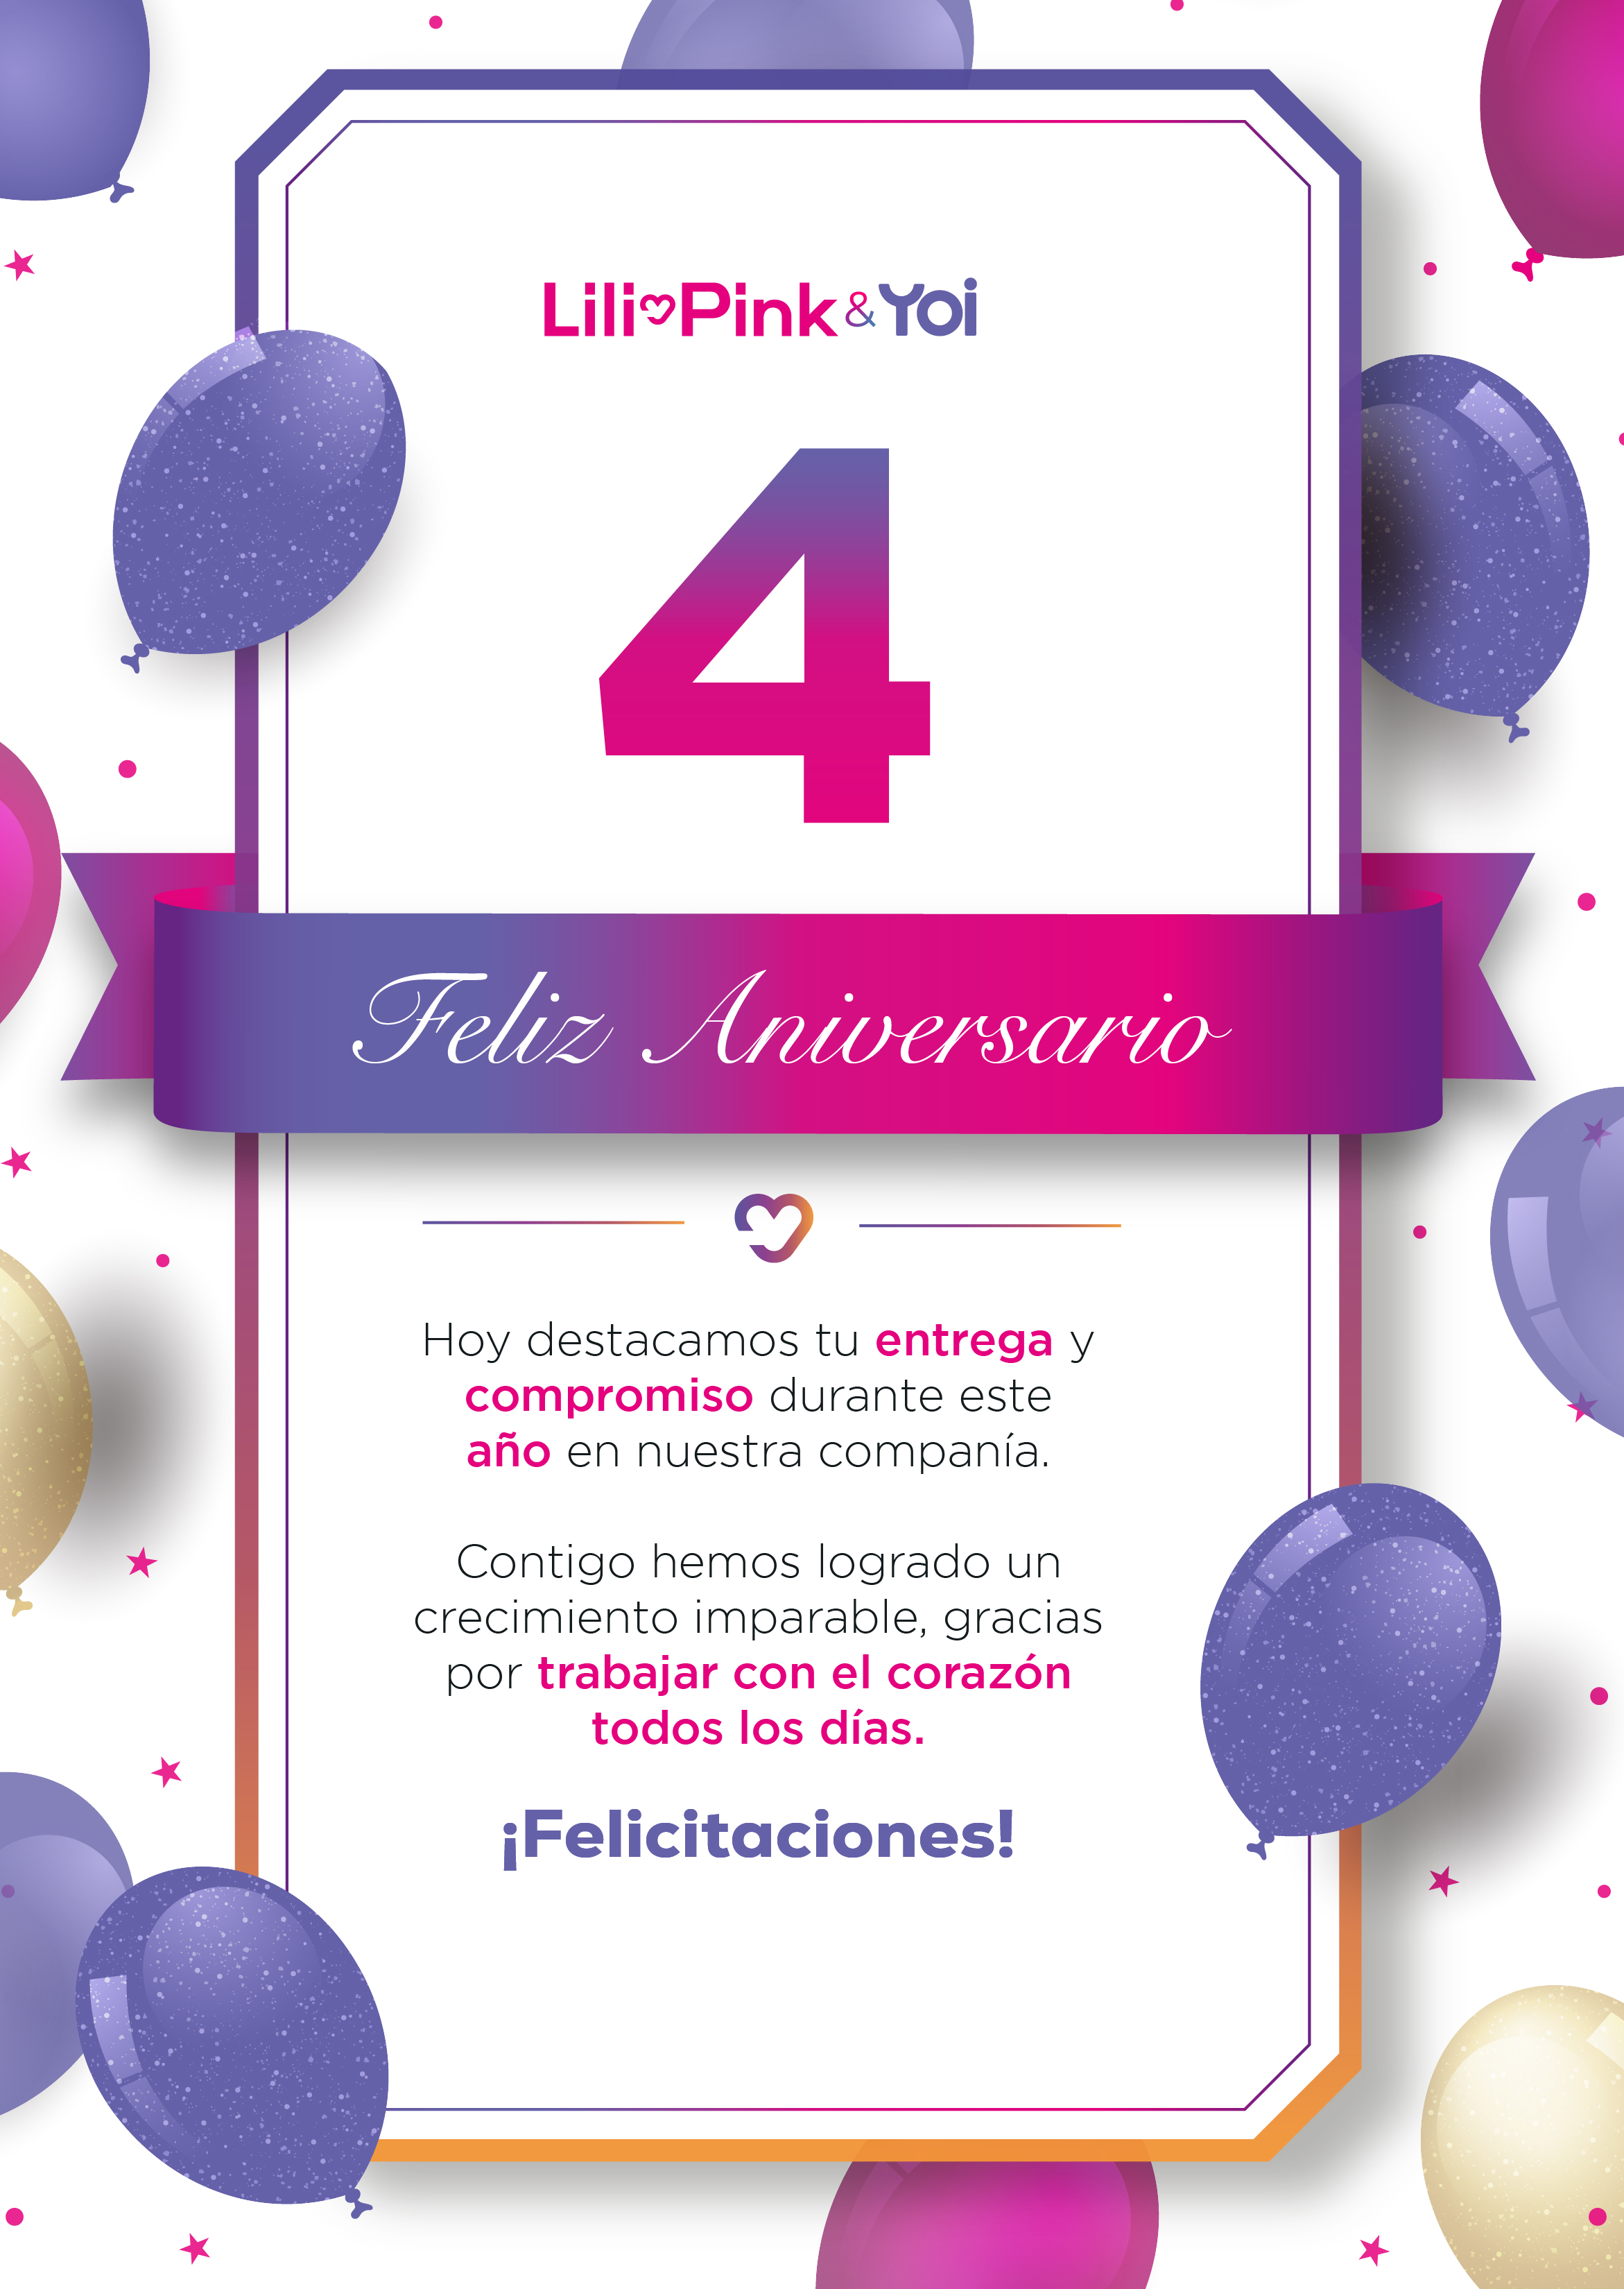 Lili Pink & Yoi
4
Feliz Aniversario
Hoy destacamos tu entrega y
compromiso durante este
año en nuestra companía.
Contigo hemos logrado un
crecimiento imparable, gracias
por trabajar con el corazón
todos los días.
¡Felicitaciones!